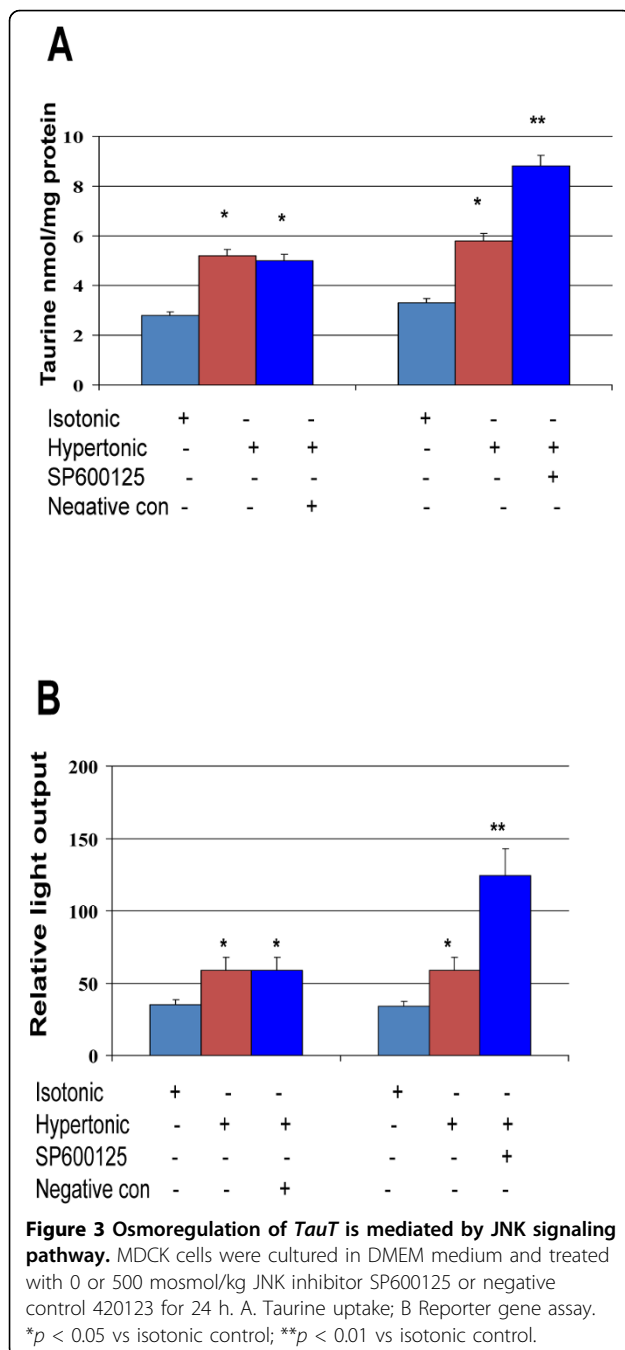 A
Taurine nmol/mg protein
10
8
6
4
2
0
* * * **
Isotonic + - - + - -
Hypertonic - + + - + +
SP600125 - - - - - +
Negative con - - + - - -
B
Relative light output
200
150
100
50
0
* * * **
Isotonic + - - + - -
Hypertonic - + + - + +
SP600125 - - - - - +
Negative con - - + - - -
Figure 3 Osmoregulation of TauT is mediated by JNK signaling
pathway. MDCK cells were cultured in DMEM medium and treated
with 0 or 500 mosmol/kg JNK inhibitor SP600125 or negative
control 420123 for 24 h. A. Taurine uptake; B Reporter gene assay.
*p < 0.05 vs isotonic control; **p < 0.01 vs isotonic control.